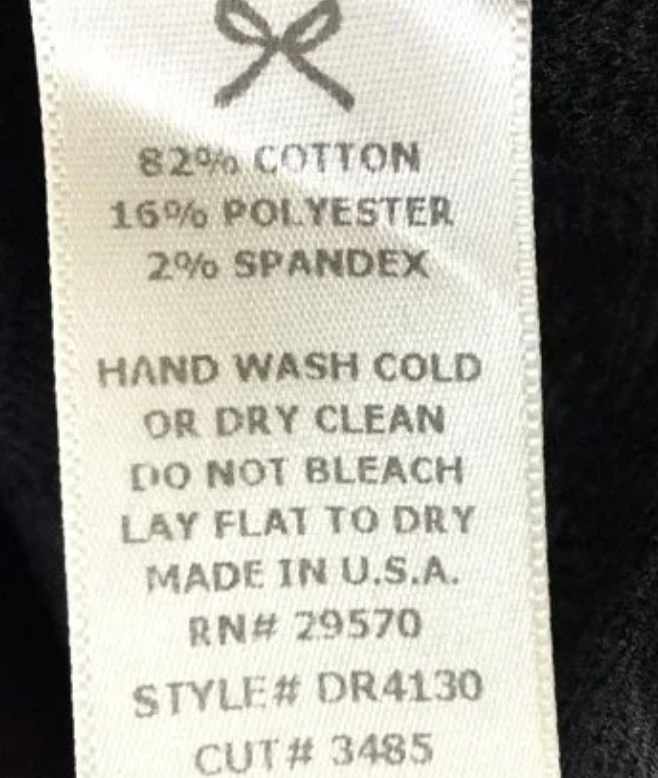 82% COTTON
16% POLYESTER
2% SPANDEX
HAND WASH COLD
OR DRY CLEAN
DO NOT BLEACH
LAY FLAT TO DRY
MADE IN U.S.A.
RN# 29570
STYLE# DR4130
CUT# 3485